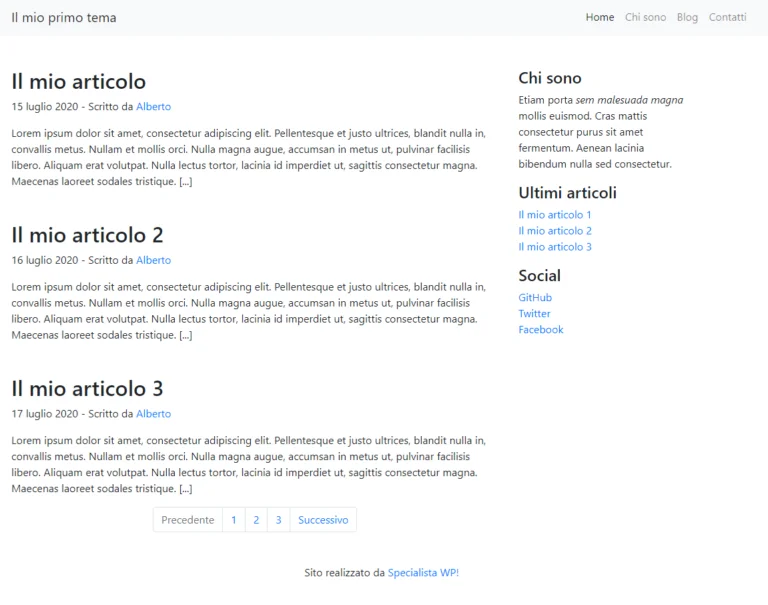 Il mio primo tema
Home Chi sono Blog Contatti
Il mio articolo
15 luglio 2020 - Scritto da Alberto
Lorem ipsum dolor sit amet, consectetur adipiscing elit. Pellentesque et justo ultrices, blandit nulla in,
convallis metus. Nullam et mollis orci. Nulla magna augue, accumsan in metus ut, pulvinar facilisis
libero. Aliquam erat volutpat. Nulla lectus tortor, lacinia id imperdiet ut, sagittis consectetur magna.
Maecenas laoreet sodales tristique. [...]
Il mio articolo 2
16 luglio 2020 - Scritto da Alberto
Lorem ipsum dolor sit amet, consectetur adipiscing elit. Pellentesque et justo ultrices, blandit nulla in,
convallis metus. Nullam et mollis orci. Nulla magna augue, accumsan in metus ut, pulvinar facilisis
libero. Aliquam erat volutpat. Nulla lectus tortor, lacinia id imperdiet ut, sagittis consectetur magna.
Maecenas laoreet sodales tristique. [...]
Il mio articolo 3
17 luglio 2020 - Scritto da Alberto
Lorem ipsum dolor sit amet, consectetur adipiscing elit. Pellentesque et justo ultrices, blandit nulla in,
convallis metus. Nullam et mollis orci. Nulla magna augue, accumsan in metus ut, pulvinar facilisis
libero. Aliquam erat volutpat. Nulla lectus tortor, lacinia id imperdiet ut, sagittis consectetur magna.
Maecenas laoreet sodales tristique. [...]
Precedente 1 2 3 Successivo
Chi sono
Etiam porta sem malesuada magna
mollis euismod. Cras mattis
consectetur purus sit amet
fermentum. Aenean lacinia
bibendum nulla sed consectetur.
Ultimi articoli
Il mio articolo 1
Il mio articolo 2
Il mio articolo 3
Social
GitHub
Twitter
Facebook
Sito realizzato da Specialista WP!